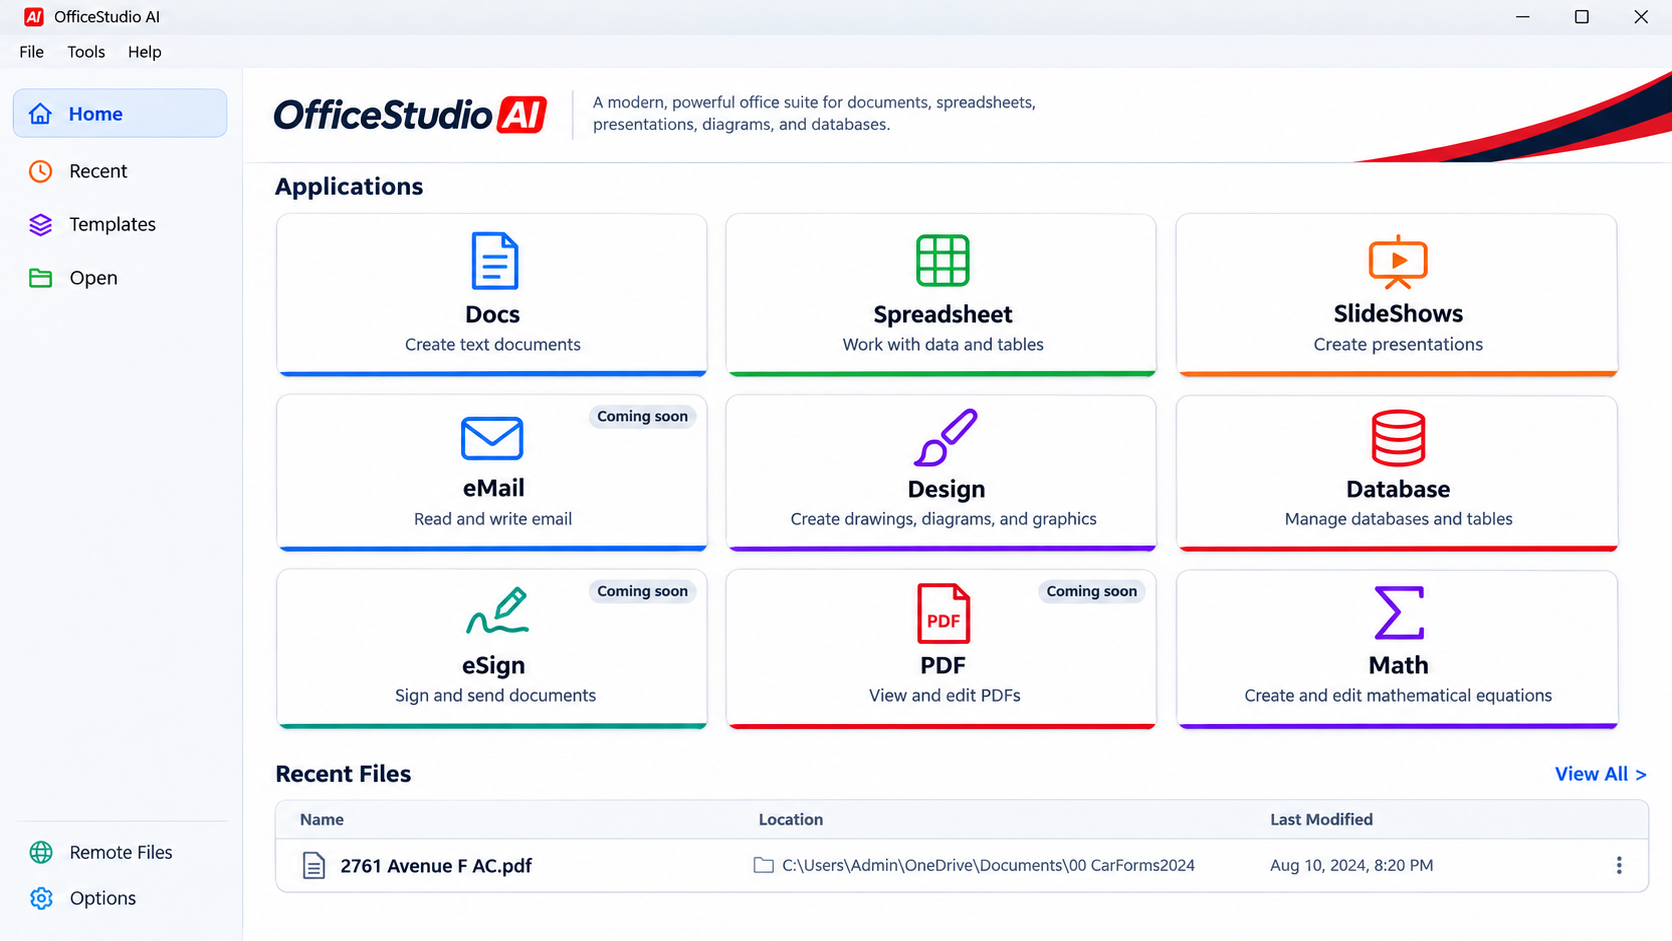 AI OfficeStudio AI
File Tools Help
Home
Recent
Templates
Open
Remote Files
Options
OfficeStudio AI
A modern, powerful office suite for documents, spreadsheets,
presentations, diagrams, and databases.
Applications
Docs
Create text documents
Spreadsheet
Work with data and tables
SlideShows
Create presentations
Coming soon
eMail
Read and write email
Design
Create drawings, diagrams, and graphics
Database
Manage databases and tables
Coming soon
eSign
Sign and send documents
Coming soon
PDF
PDF
View and edit PDFs
Math
Create and edit mathematical equations
Recent Files
View All >
Name Location Last Modified
2761 Avenue F AC.pdf C:\Users\Admin\OneDrive\Documents\00 CarForms2024 Aug 10, 2024, 8:20 PM